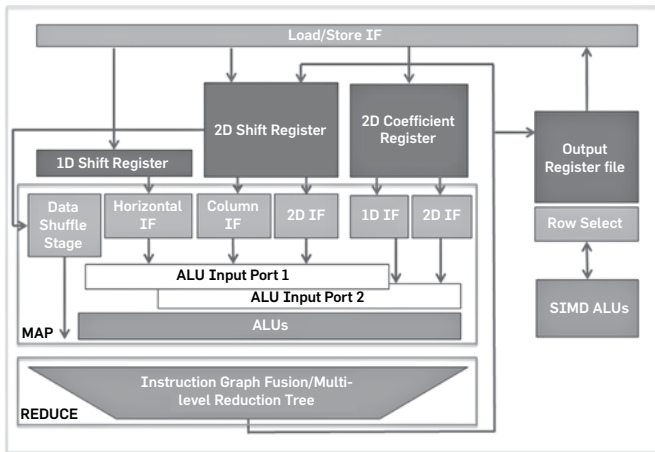 Load/Store IF
2D Shift Register
2D Coefficient
Register
Output
Register file
1D Shift Register
Data
Shuffle
Stage
Horizontal
IF
Column
IF
2D IF
1D IF
2D IF
Row Select
ALU Input Port 1
ALU Input Port 2
SIMD ALUs
ALUs
MAP
Instruction Graph Fusion/Multi-
level Reduction Tree
REDUCE